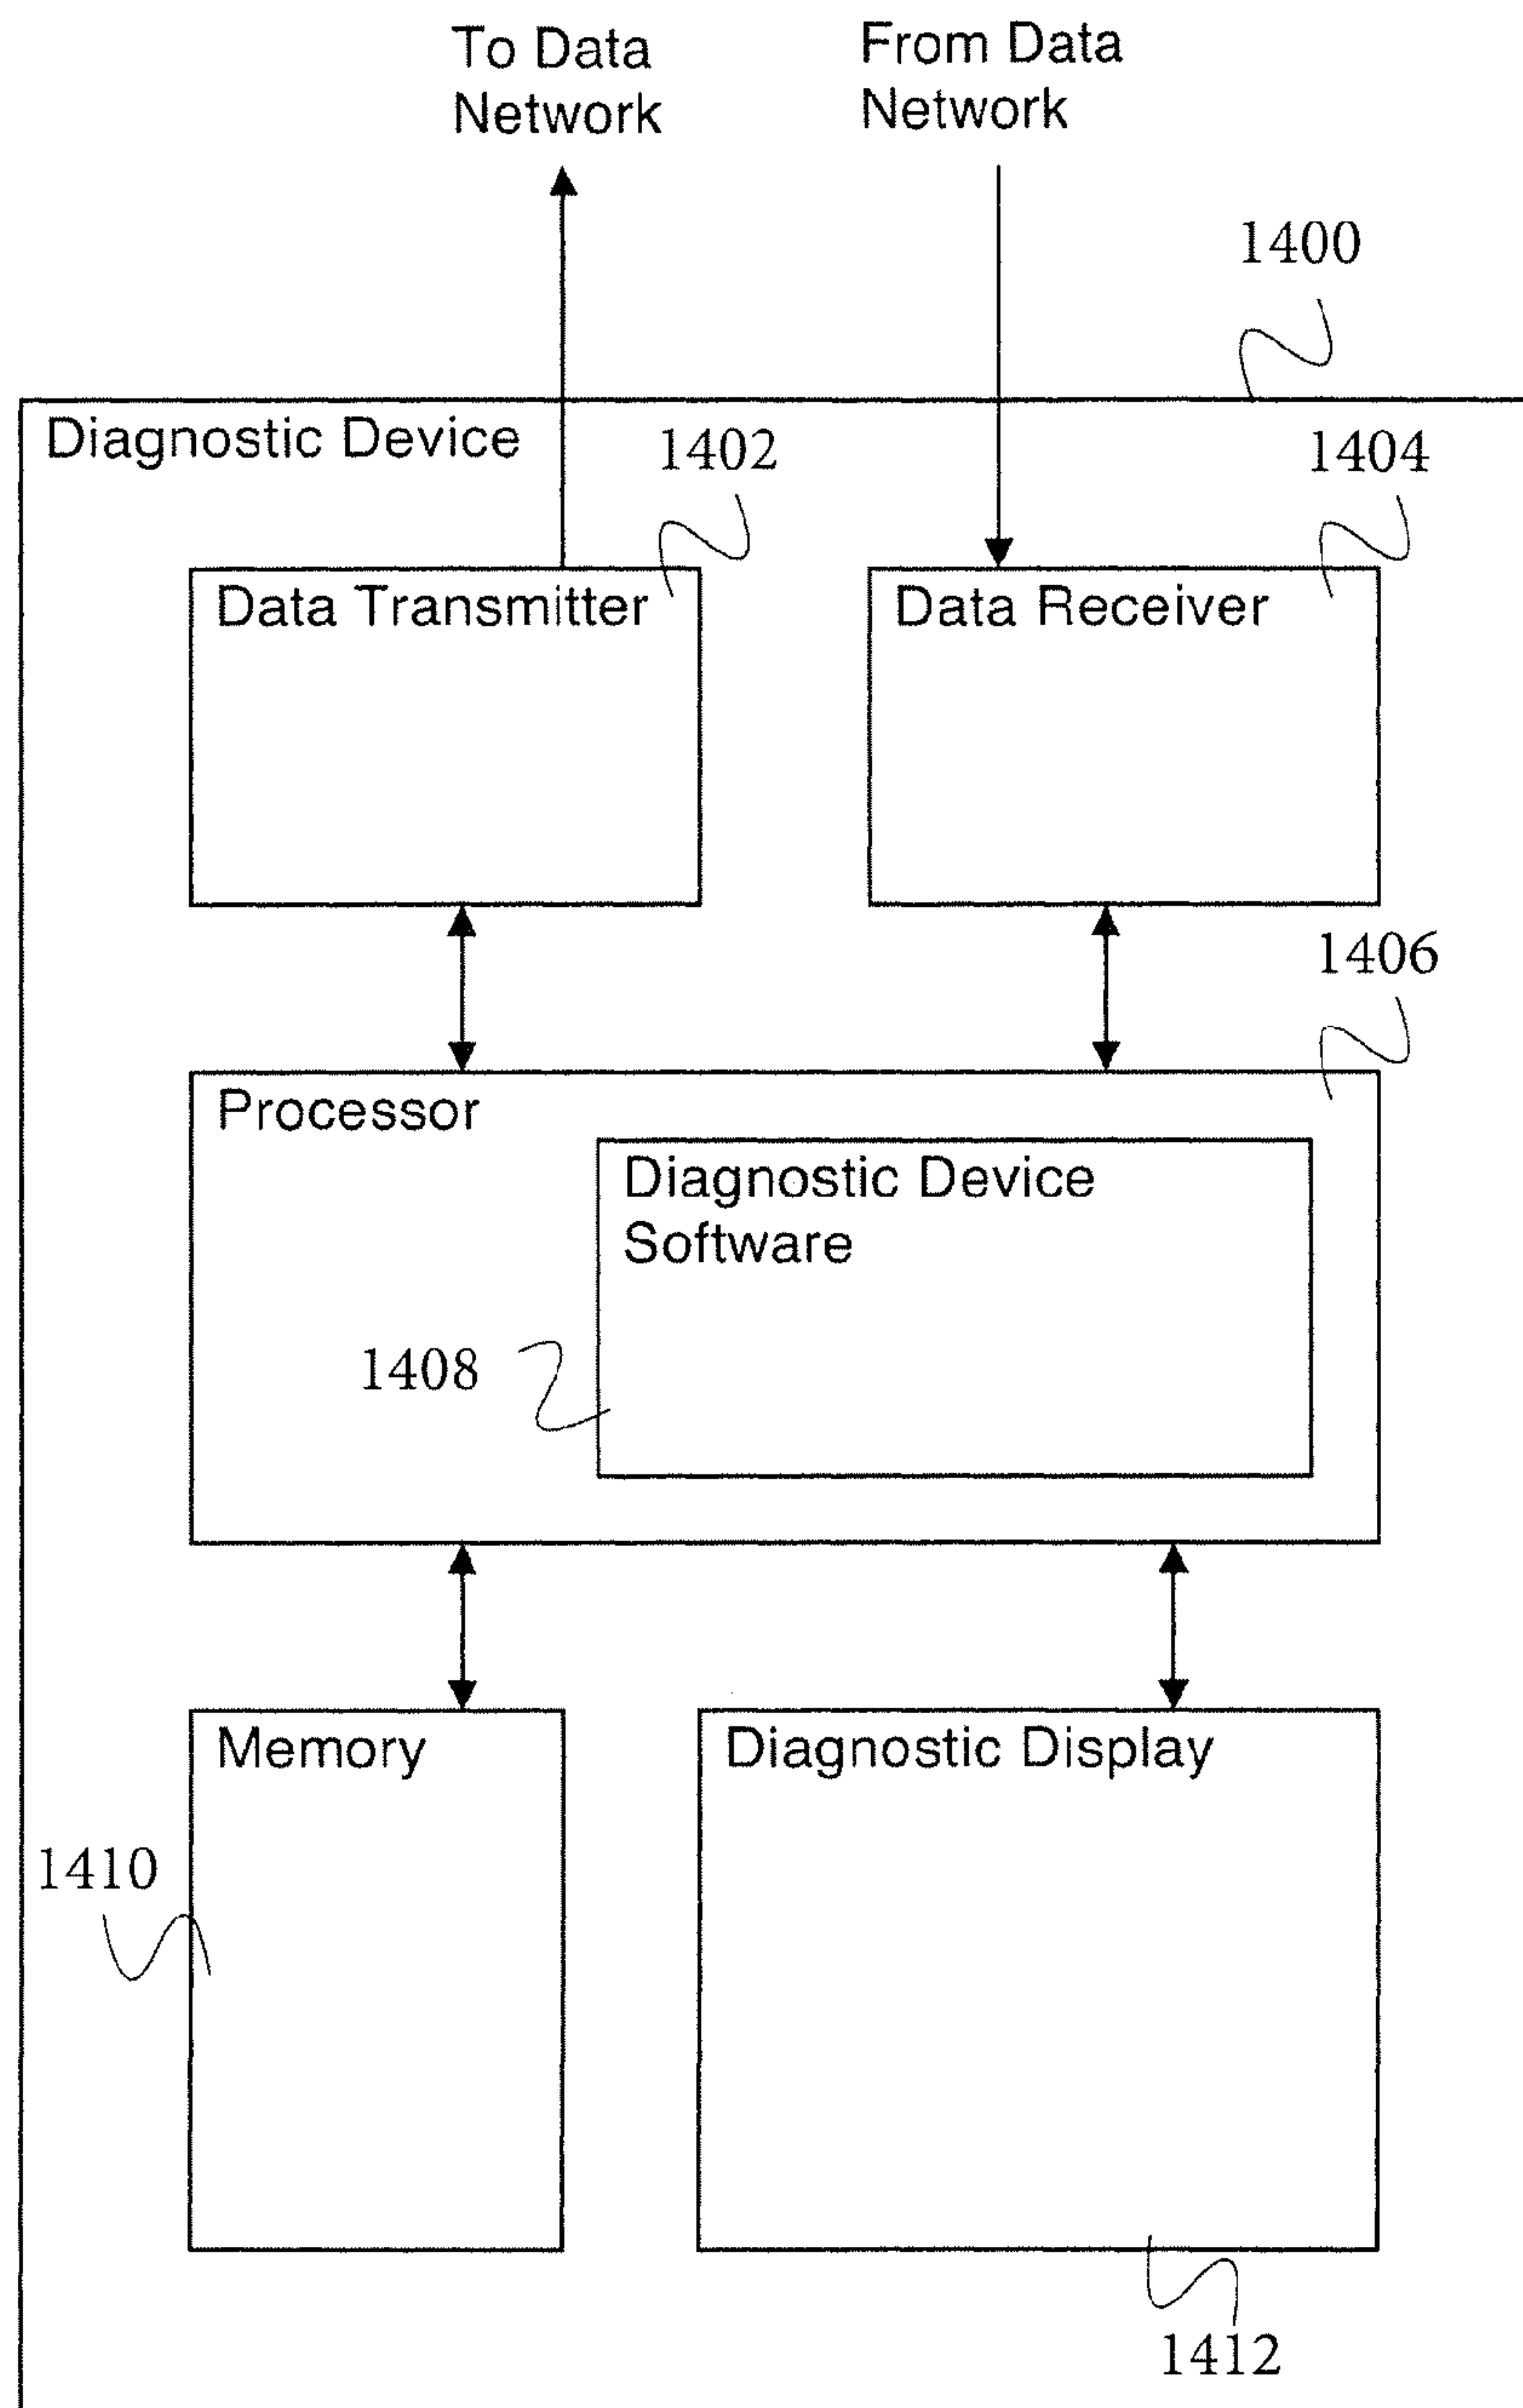 To Data
Network
From Data
Network
1400
Diagnostic Device
1402
1404
Data Transmitter
Data Receiver
1406
Processor
Diagnostic Device
Software
1408
Memory
Diagnostic Display
1410
1412